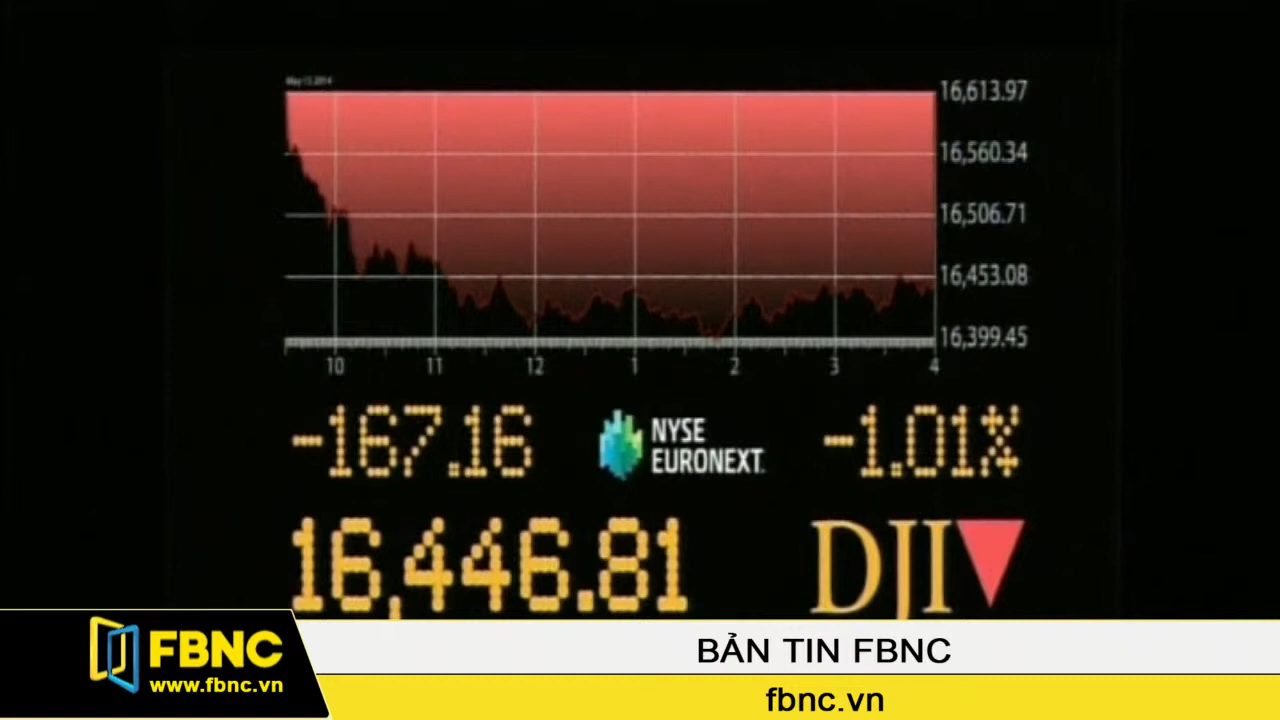 16,613.97
16,560.34
16,506.71
16,453.08
16,399.45
10 11 12 1 2 3 4
-167.16
NYSE
EURONEXT
-1.01%
16,446.81
DJI
FBNC
www.fbnc.vn
BẢN TIN FBNC
fbnc.vn